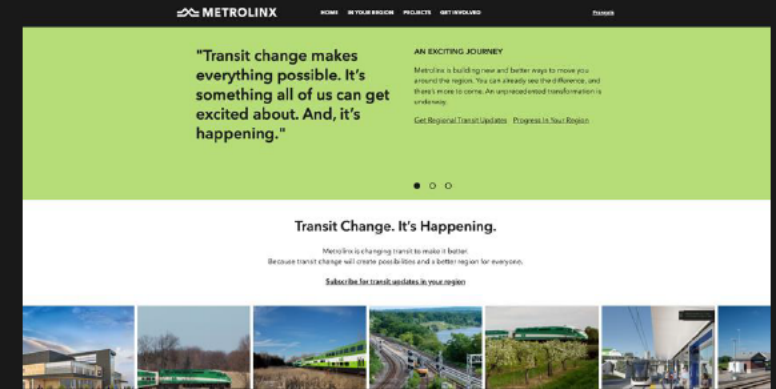 METROLINX
HOME IN YOUR REGION PROJECTS GET INVOLVED
Français
"Transit change makes
everything possible. It's
something all of us can get
excited about. And, it's
happening."
AN EXCITING JOURNEY
Metrolinx is building new and better ways to move you
around the region. You can already see the difference, and
there's more to come. An unprecedented transformation is
underway.
Get Regional Transit Updates Progress In Your Region
Transit Change. It's Happening.
Metrolinx is changing transit to make it better.
Because transit change will create possibilities and a better region for everyone.
Subscribe for transit updates in your region